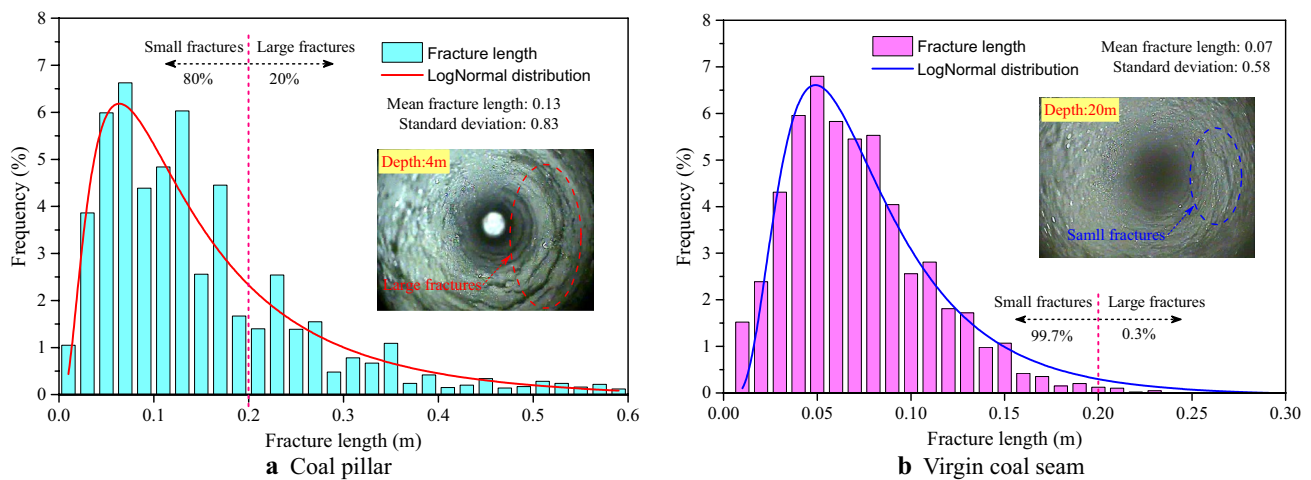 8
7
6
5
4
3
2
1
0
Frequency (%)
Small fractures
Large fractures
80%
20%
Fracture length
LogNormal distribution
Mean fracture length: 0.13
Standard deviation: 0.83
Depth:4m
Large fractures
0.0
0.1
0.2
0.3
0.4
0.5
0.6
Fracture length (m)
a Coal pillar
8
7
6
5
4
3
2
1
0
Frequency (%)
Fracture length
LogNormal distribution
Mean fracture length: 0.07
Standard deviation: 0.58
Depth:20m
Samll fractures
Small fractures
Large fractures
99.7%
0.3%
0.00
0.05
0.10
0.15
0.20
0.25
0.30
Fracture length (m)
b Virgin coal seam